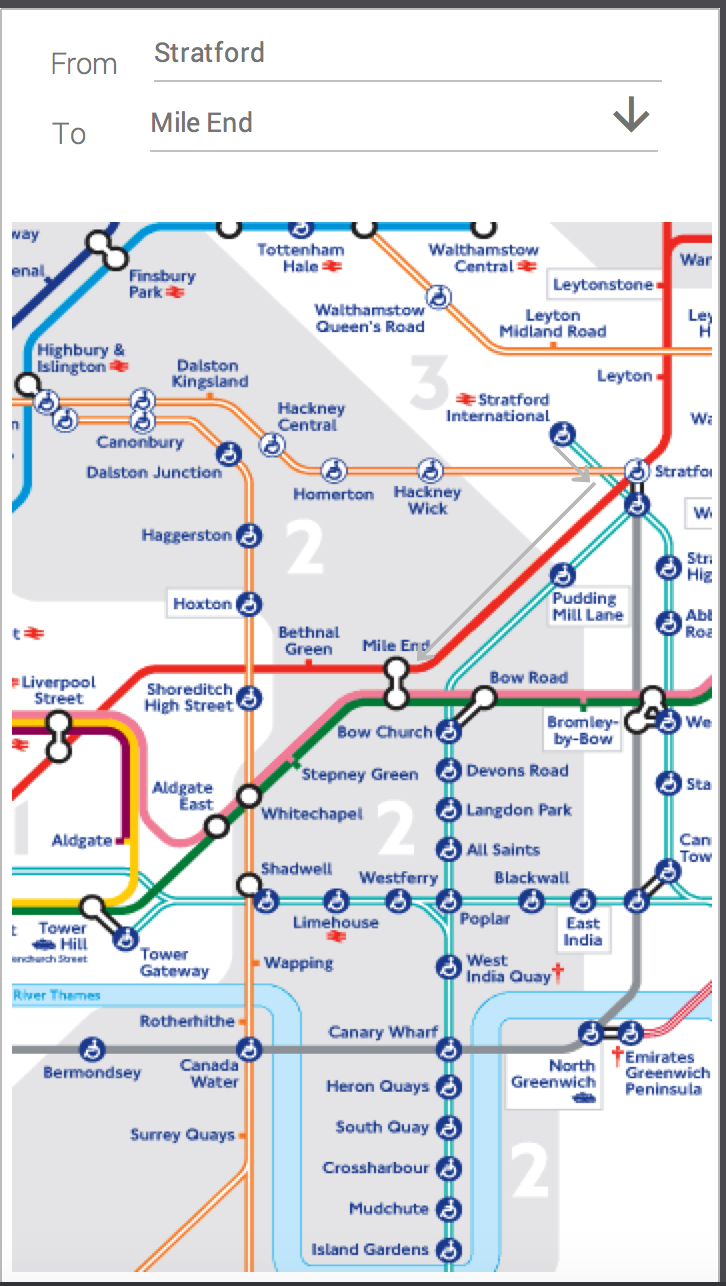 From
Stratford
To
Mile End
way
enal
Finsbury
Park
Tottenham
Hale
Walthamstow
Central
Walthamstow
Queen's Road
Leytonstone
War
Leyton
Midland Road
Ley
H
Highbury &
Islington
Dalston
Kingsland
3
Leyton
Stratford
International
Wa
n
Canonbury
Hackney
Central
Dalston Junction
Homerton
Hackney
Wick
Stratfor
We
Haggerston
2
Stra
Hig
Hoxton
Pudding
Mill Lane
Abb
Roa
t
Bethnal
Green
Mile End
Liverpool
Street
Shoreditch
High Street
Bow Road
Bow Church
Bromley-
by-Bow
We
Stepney Green
Devons Road
Aldgate
East
Whitechapel
Langdon Park
Sta
1
Aldgate
2
All Saints
Can
Tow
Shadwell
Westferry
Blackwall
Limehouse
Poplar
East
India
t
Tower
Hill
enchurch Street
Tower
Gateway
Wapping
West
India Quay
River Thames
Rotherhithe
Canary Wharf
Bermondsey
Canada
Water
North
Greenwich
Emirates
Greenwich
Peninsula
Heron Quays
South Quay
Surrey Quays
Crossharbour
2
Mudchute
Island Gardens